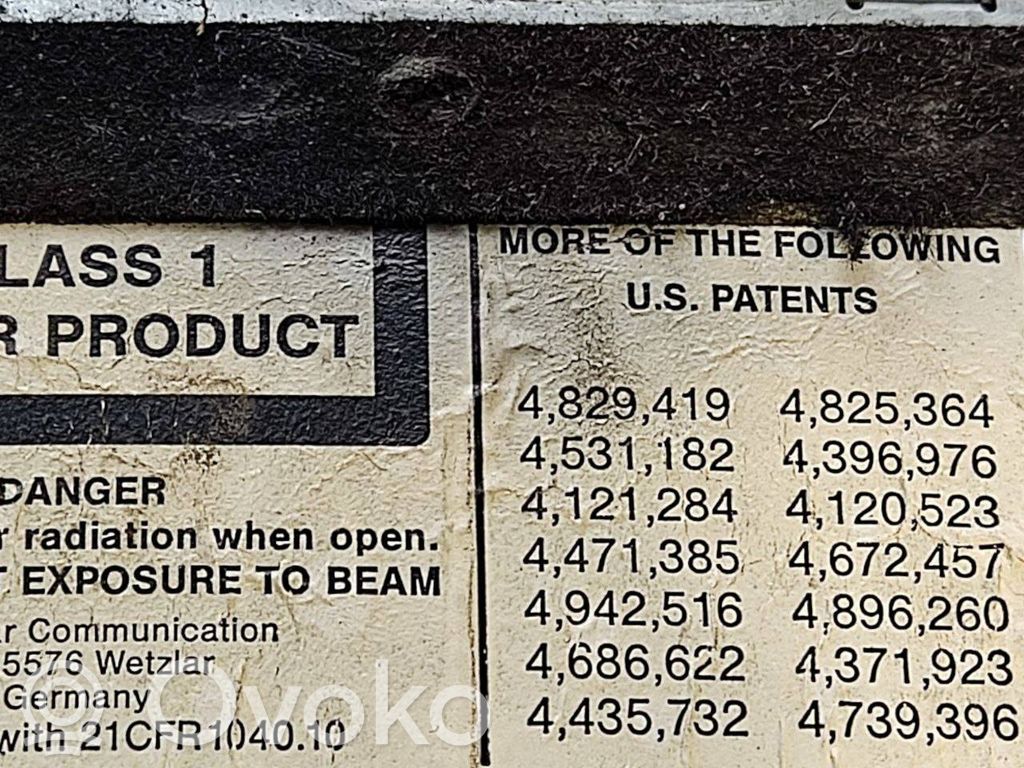 LASS 1
R PRODUCT
DANGER
r radiation when open.
T EXPOSURE TO BEAM
ar Communication
5576 Wetzlar
Germany
with 21CFR1040.10
MORE OF THE FOLLOWING
U.S. PATENTS
4,829,419 4,825,364
4,531,182 4,396,976
4,121,284 4,120,523
4,471,385 4,672,457
4,942,516 4,896,260
4,686,622 4,371,923
4,435,732 4,739,396
© Ovoko